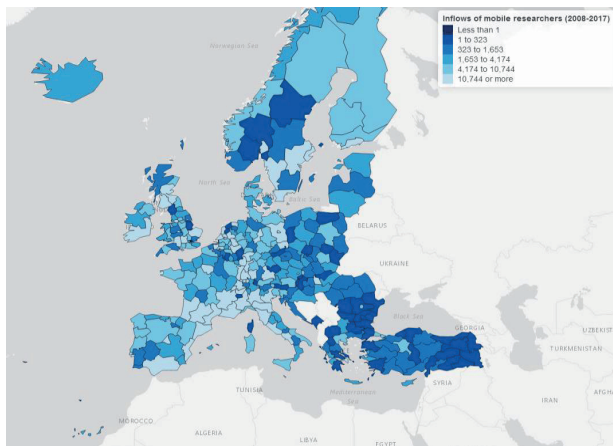 Inflows of mobile researchers (2008-2017)
Less than 1
1 to 323
323 to 1,653
1,653 to 4,174
4,174 to 10,744
10,744 or more
Norwegian Sea
North Sea
Baltic Sea
BELARUS
UKRAINE
Black Sea
GEORGIA
UZBEKIST
TURKMENISTAN
SYRIA
Mediterranean
Sea
TUNISIA
IRAN
AFGHA
MOROCCO
ALGERIA
LIBYA
EGYPT